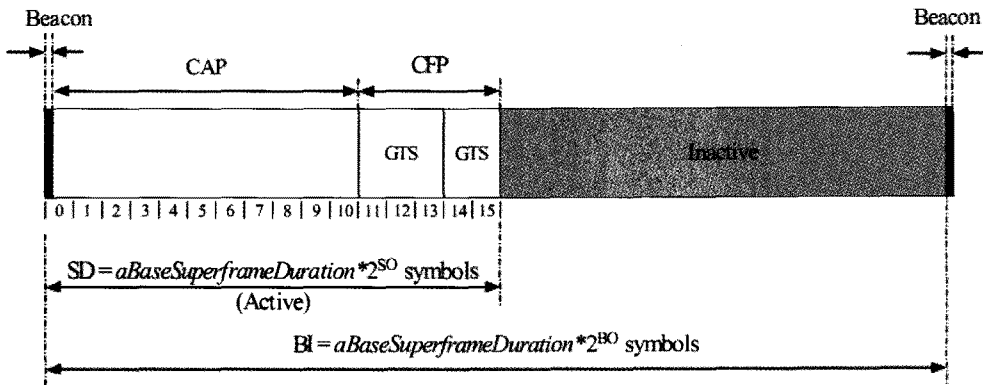 Beacon
Beacon
CAP
CFP
GTS
GTS
Inactive
0 | 1 | 2 | 3 | 4 | 5 | 6 | 7 | 8 | 9 | 10 | 11 | 12 | 13 | 14 | 15
SD = aBaseSuperframeDuration*2^SO symbols
(Active)
BI = aBaseSuperframeDuration*2^BO symbols